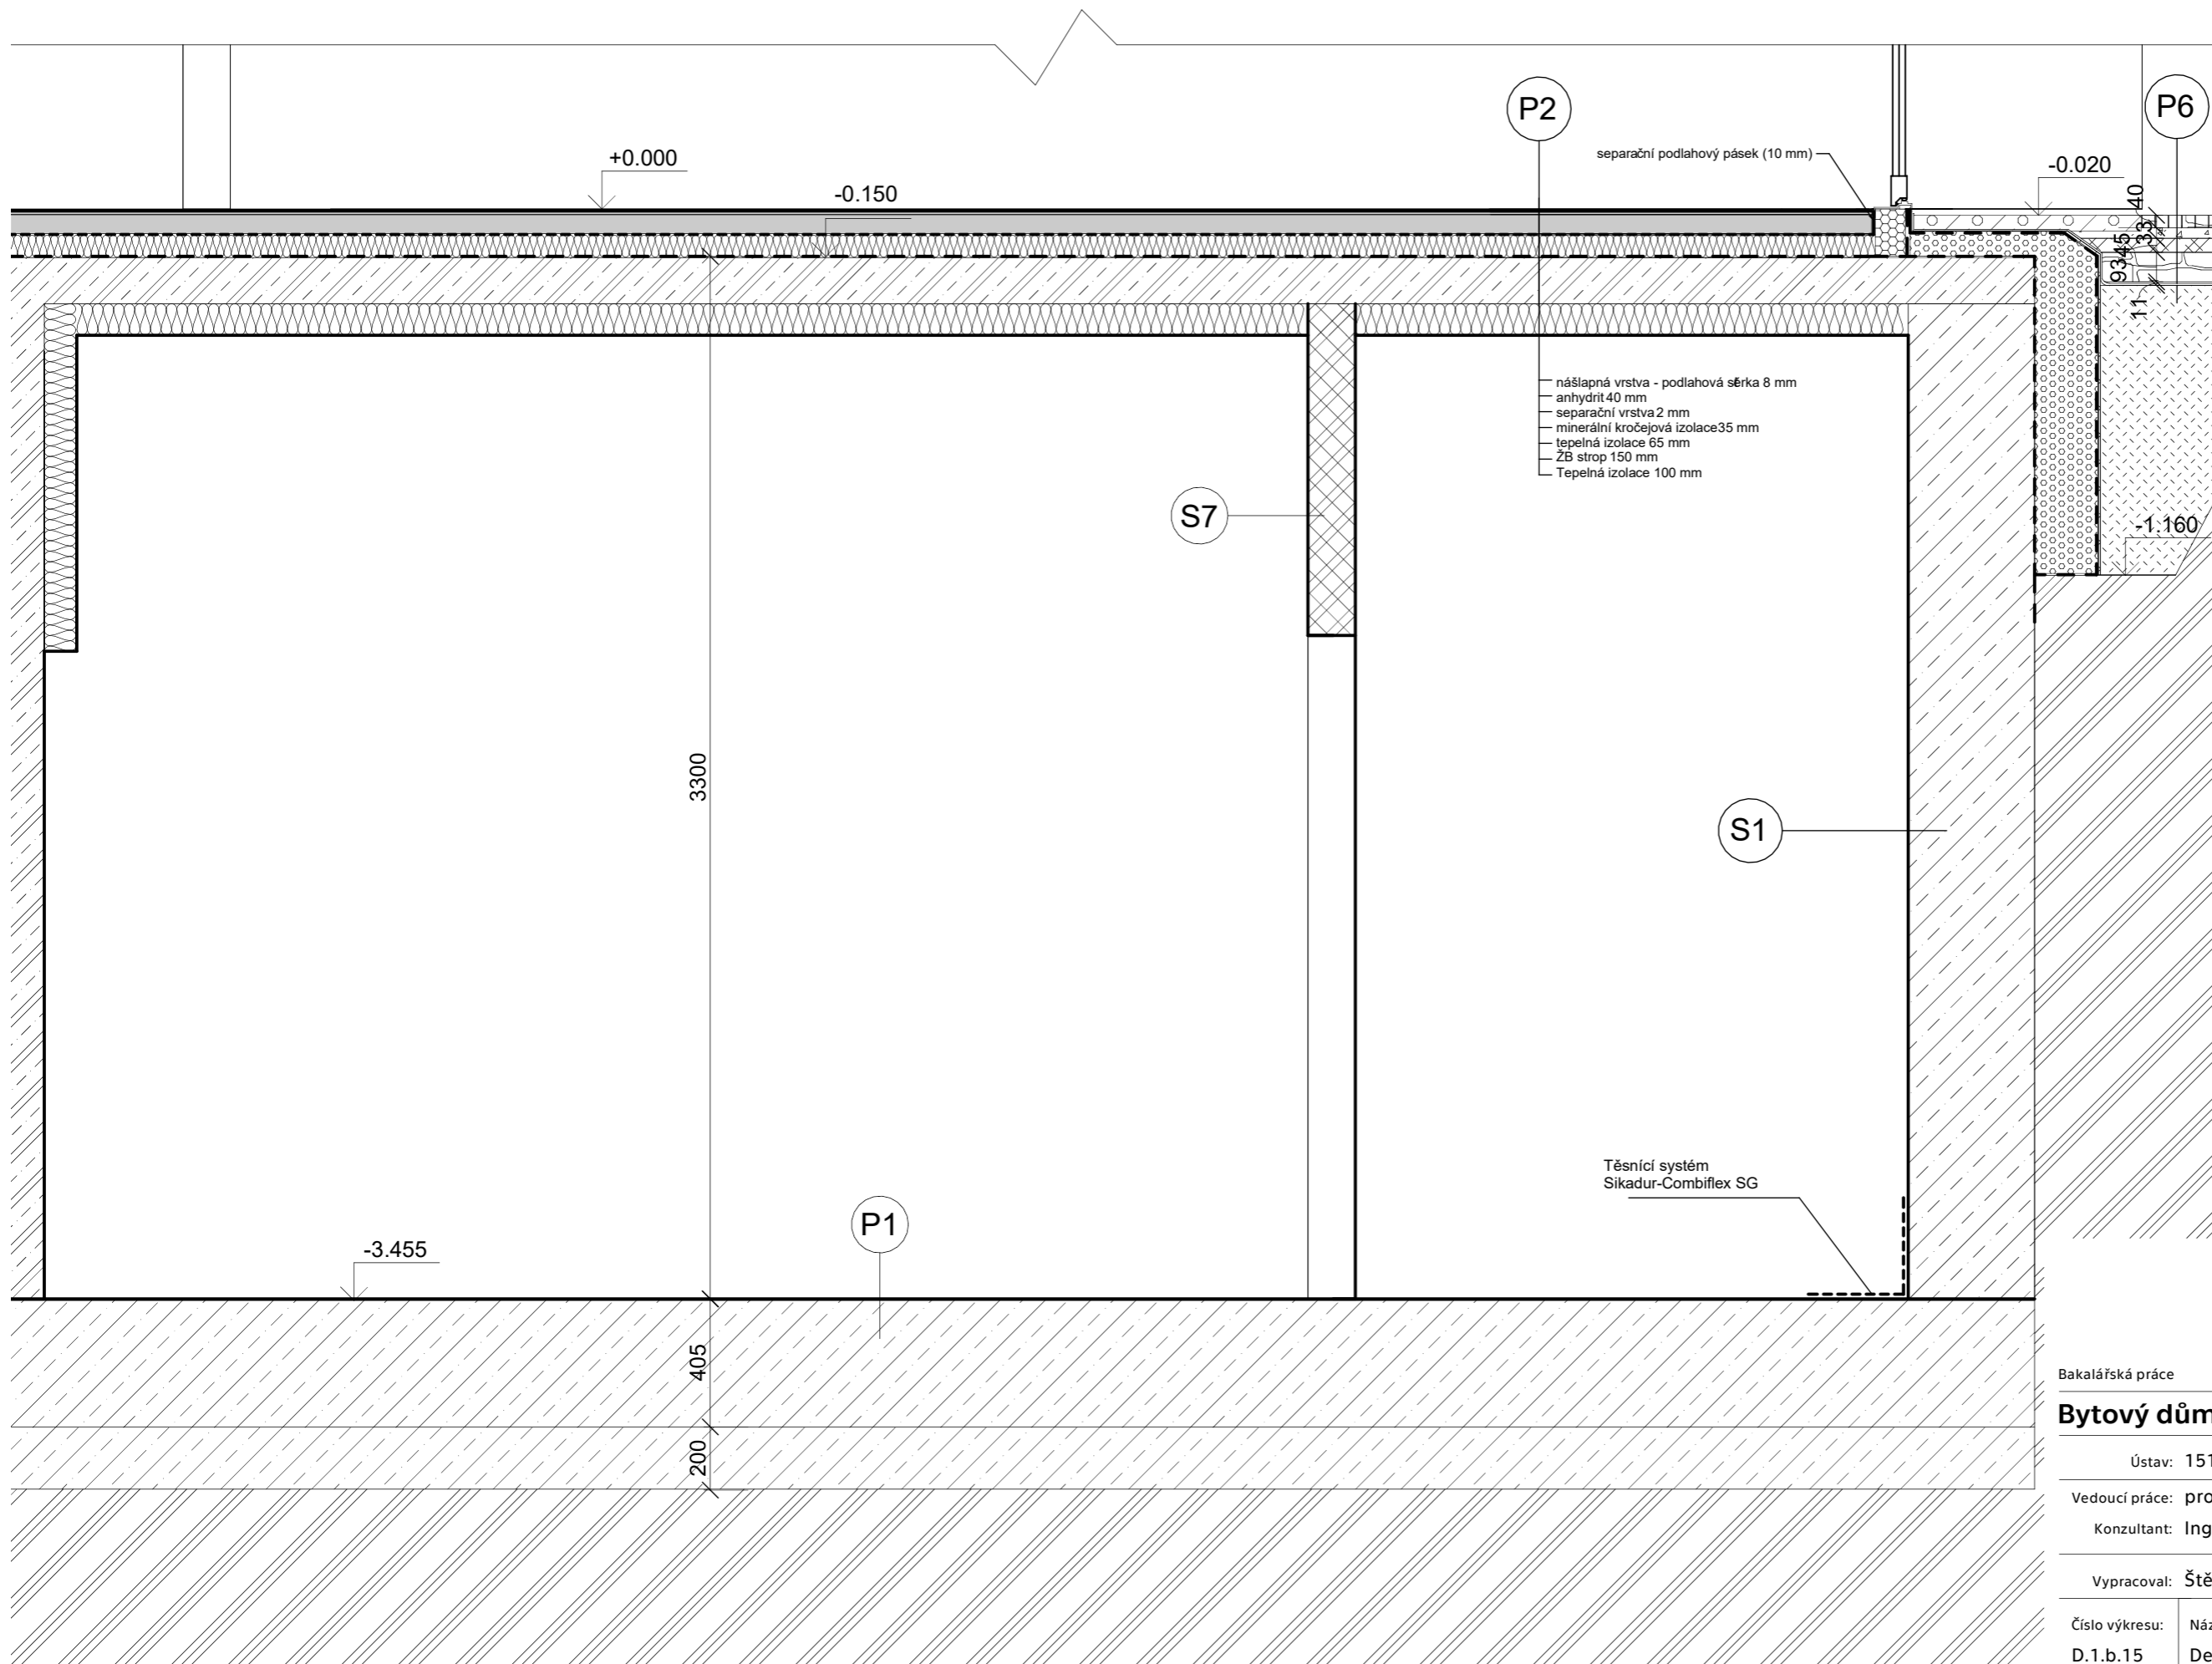 P2
P6
separační podlahový pásek (10 mm)
+0.000
-0.020
-0.150
40
33
45
93
11
nášlapná vrstva - podlahová stěrka 8 mm
anhydrit 40 mm
separační vrstva 2 mm
minerální kročejová izolace 35 mm
tepelná izolace 65 mm
ŽB strop 150 mm
Tepelná izolace 100 mm
S7
-1.160
3300
S1
Těsnící systém
Sikadur-Combiflex SG
P1
-3.455
405
200
Bakalářská práce
Bytový dům
Ústav: 151
Vedoucí práce: pro
Konzultant: Ing
Vypracoval: Ště
Číslo výkresu: Náz
D.1.b.15 De